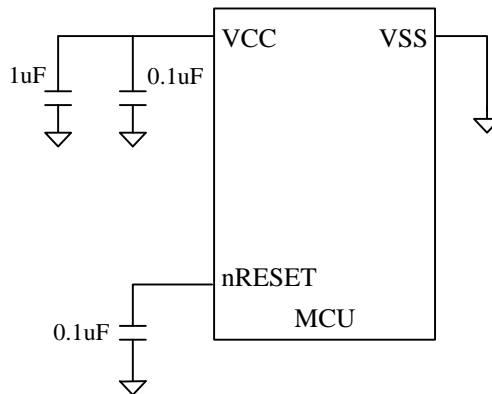 VCC
VSS
1uF
0.1uF
nRESET
MCU
0.1uF